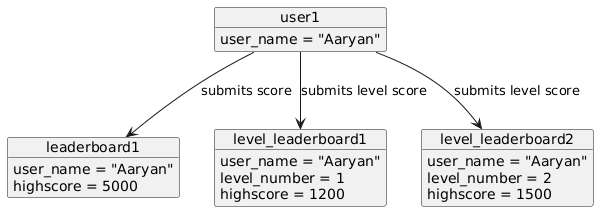 user1
user_name = "Aaryan"
submits score
submits level score
submits level score
leaderboard1
user_name = "Aaryan"
highscore = 5000
level_leaderboard1
user_name = "Aaryan"
level_number = 1
highscore = 1200
level_leaderboard2
user_name = "Aaryan"
level_number = 2
highscore = 1500